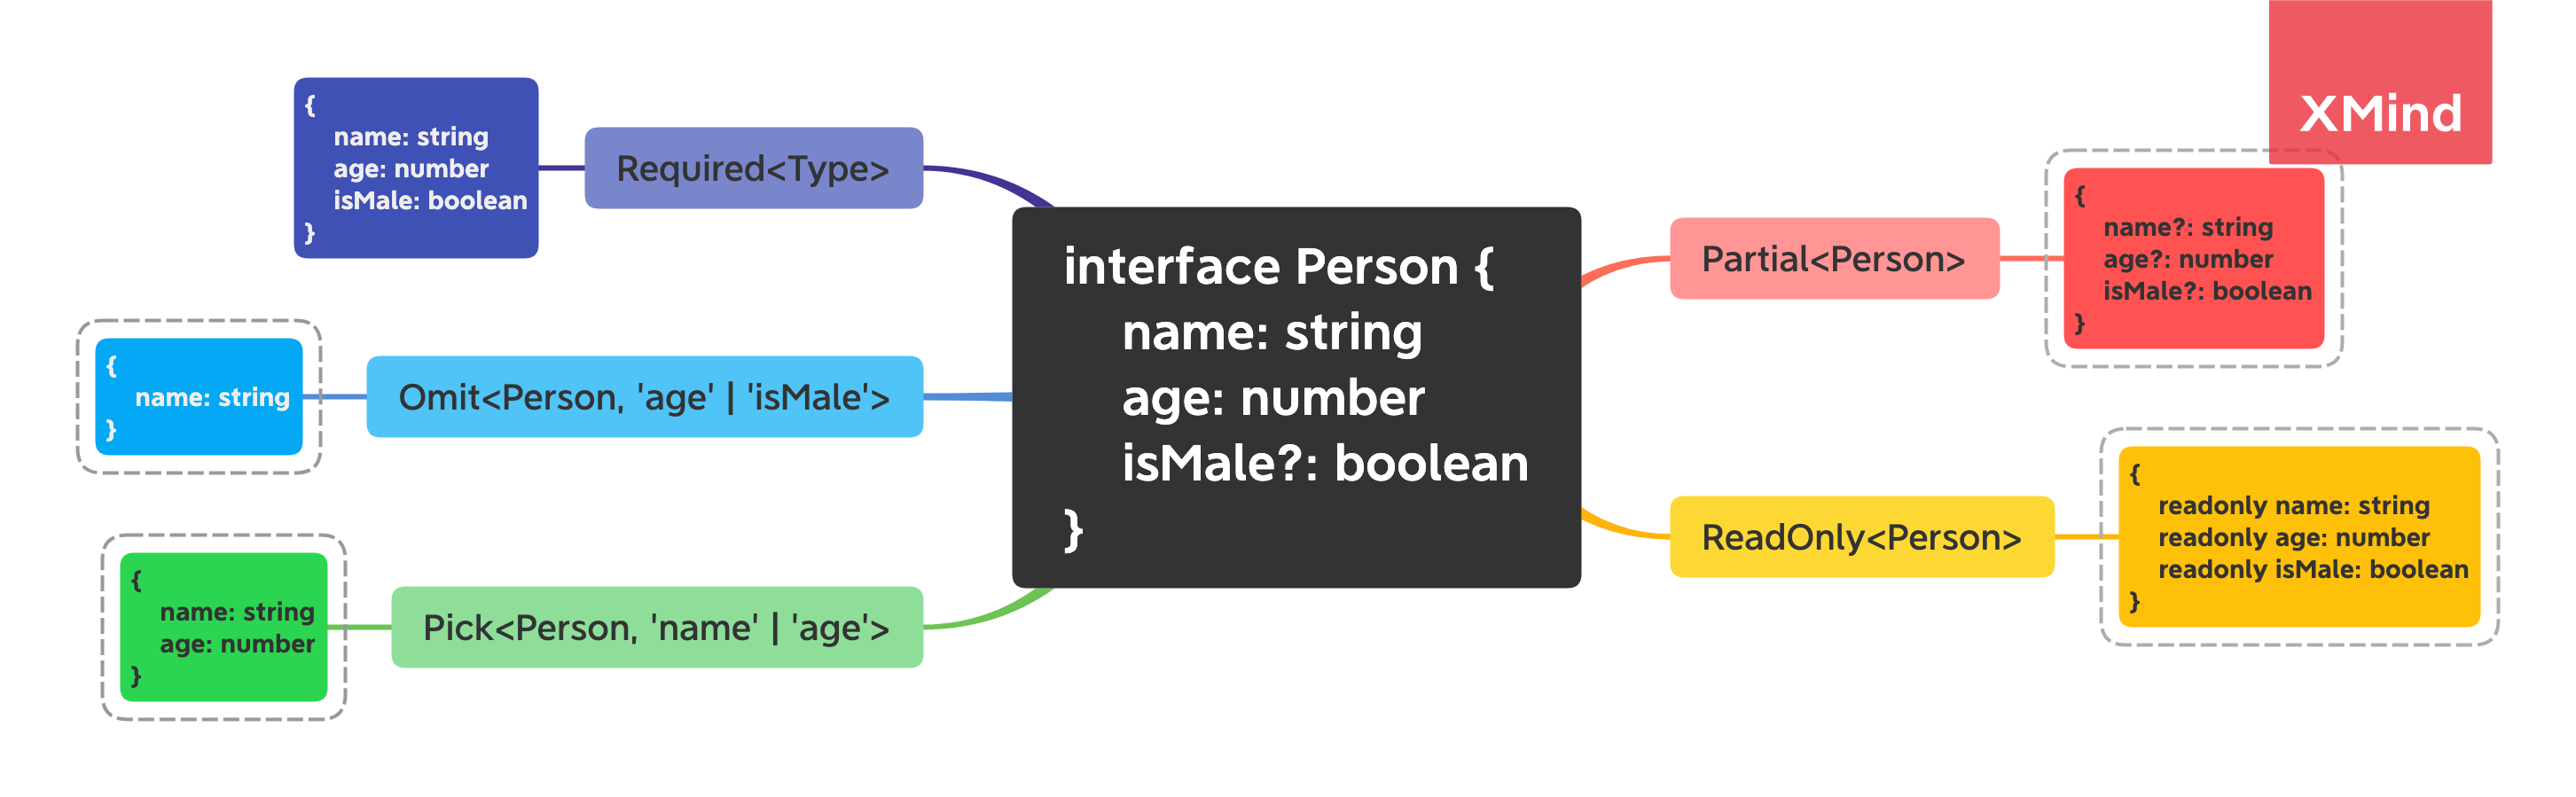 XMind
{
name: string
age: number
isMale: boolean
}
Required<Type>
{
name: string
}
Omit<Person, 'age' | 'isMale'>
{
name: string
age: number
}
Pick<Person, 'name' | 'age'>
interface Person {
name: string
age: number
isMale?: boolean
}
Partial<Person>
{
name?: string
age?: number
isMale?: boolean
}
ReadOnly<Person>
{
readonly name: string
readonly age: number
readonly isMale: boolean
}